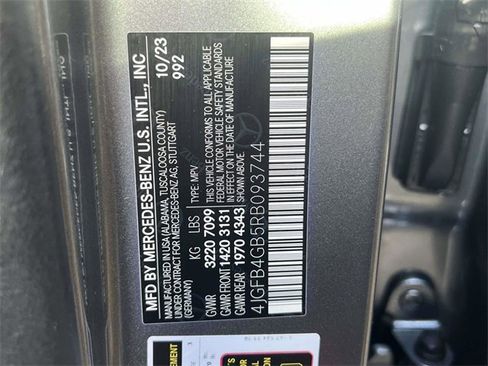 MFD BY MERCEDES-BENZ U.S. INTL., INC
MADE IN USA (ALABAMA, TUSCALOOSA COUNTY) 10/23
UNDER CONTRACT FOR MERCEDES-BENZ AG, STUTTGART 992
(GERMANY)
TYPE: MPV
KG LBS
GAWR 3220 7099
GAWR FRONT 1420 3131
GAWR REAR 1970 4343
THIS VEHICLE CONFORMS TO ALL APPLICABLE
FEDERAL MOTOR VEHICLE SAFETY STANDARDS
IN EFFECT ON THE DATE OF MANUFACTURE
SHOWN ABOVE.
4JGFB4GB5RB093744